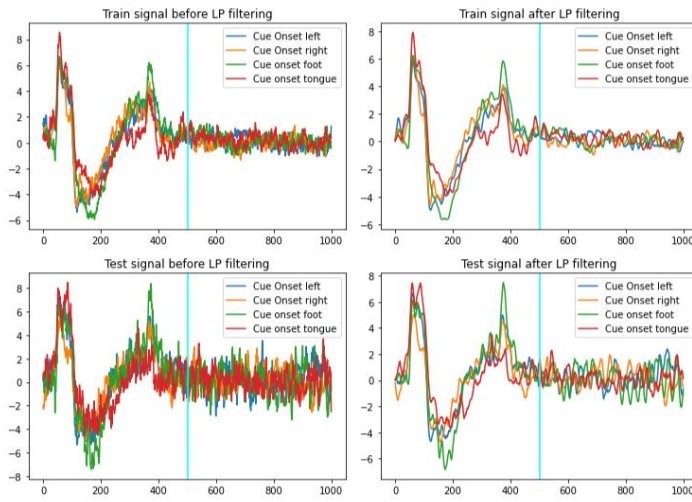 Train signal before LP filtering
Cue Onset left
Cue Onset right
Cue onset foot
Cue onset tongue
8
6
4
2
0
−2
−4
−6
0 200 400 600 800 1000
Train signal after LP filtering
Cue Onset left
Cue Onset right
Cue onset foot
Cue onset tongue
8
6
4
2
0
−2
−4
−6
0 200 400 600 800 1000
Test signal before LP filtering
Cue Onset left
Cue Onset right
Cue onset foot
Cue onset tongue
8
6
4
2
0
−2
−4
−6
−8
0 200 400 600 800 1000
Test signal after LP filtering
Cue Onset left
Cue Onset right
Cue onset foot
Cue onset tongue
8
6
4
2
0
−2
−4
−6
0 200 400 600 800 1000